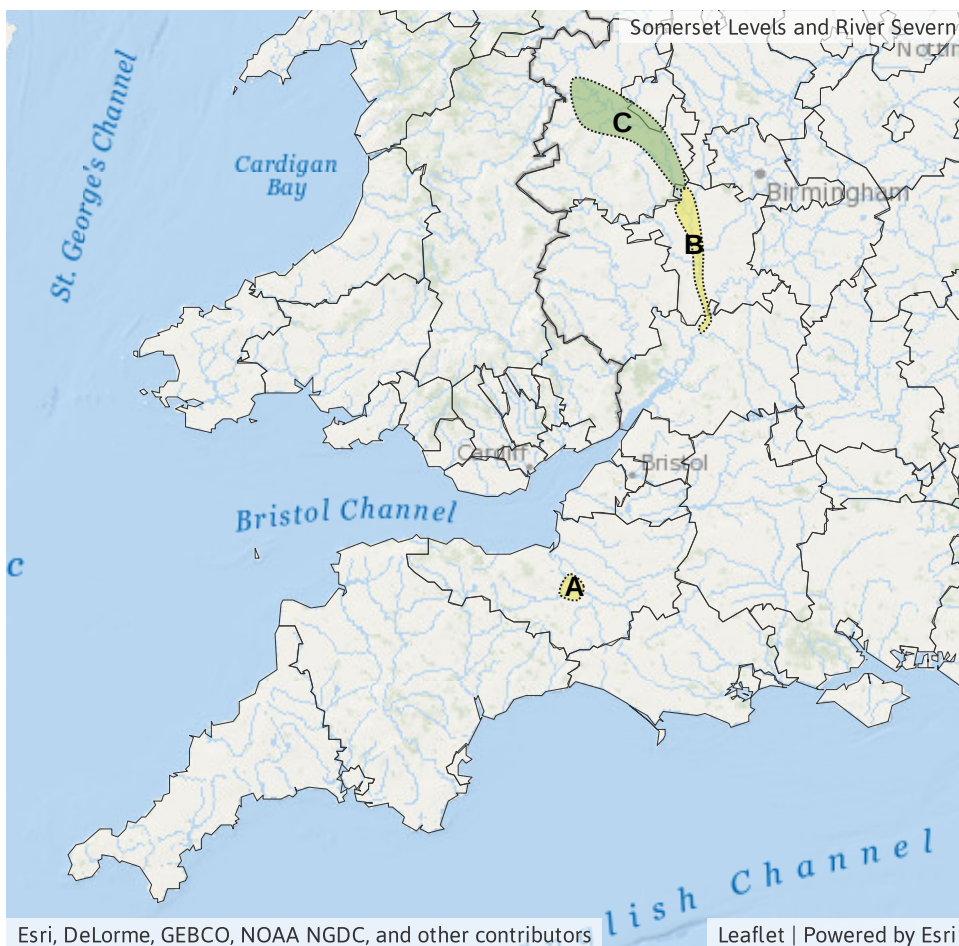 Somerset Levels and River Severn
St. George's Channel
Cardigan
Bay
C
Birmingham
B
Cardiff
Bristol
Bristol Channel
c
A
lish Channel
Esri, DeLorme, GEBCO, NOAA NGDC, and other contributors
Leaflet | Powered by Esri